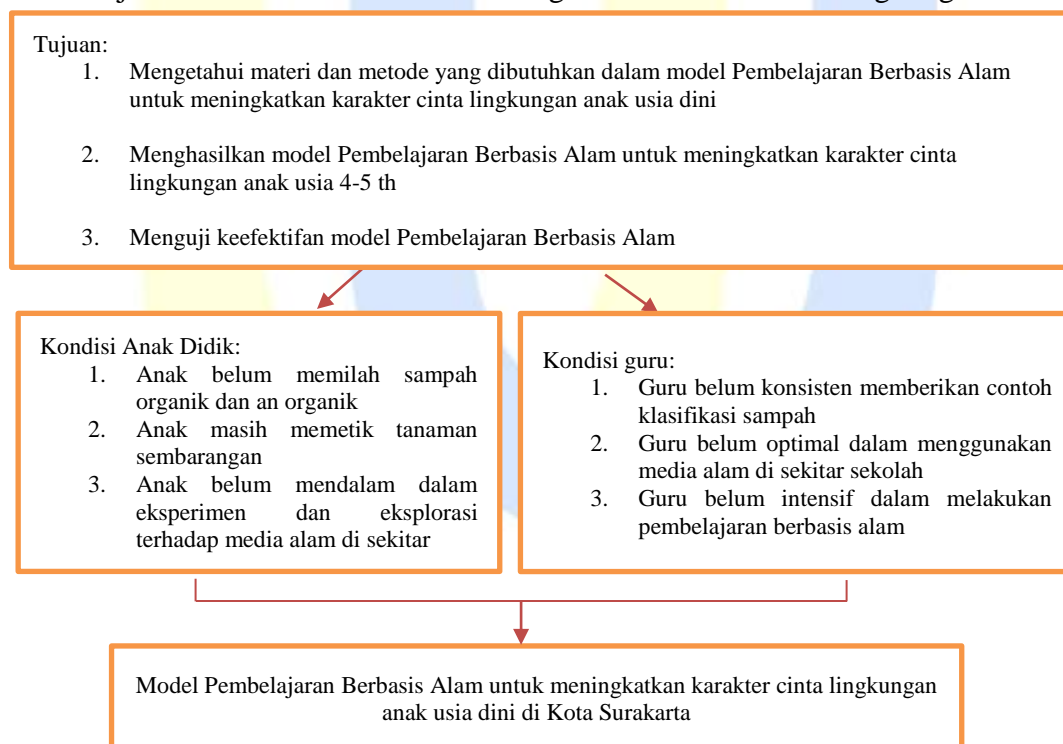 Tujuan:
1. Mengetahui materi dan metode yang dibutuhkan dalam model Pembelajaran Berbasis Alam
untuk meningkatkan karakter cinta lingkungan anak usia dini
2. Menghasilkan model Pembelajaran Berbasis Alam untuk meningkatkan karakter cinta
lingkungan anak usia 4-5 th
3. Menguji keefektifan model Pembelajaran Berbasis Alam
Kondisi Anak Didik:
1. Anak belum memilah sampah
organik dan an organik
2. Anak masih memetik tanaman
sembarangan
3. Anak belum mendalam dalam
eksperimen dan eksplorasi
terhadap media alam di sekitar
Kondisi guru:
1. Guru belum konsisten memberikan contoh
klasifikasi sampah
2. Guru belum optimal dalam menggunakan
media alam di sekitar sekolah
3. Guru belum intensif dalam melakukan
pembelajaran berbasis alam
Model Pembelajaran Berbasis Alam untuk meningkatkan karakter cinta lingkungan
anak usia dini di Kota Surakarta